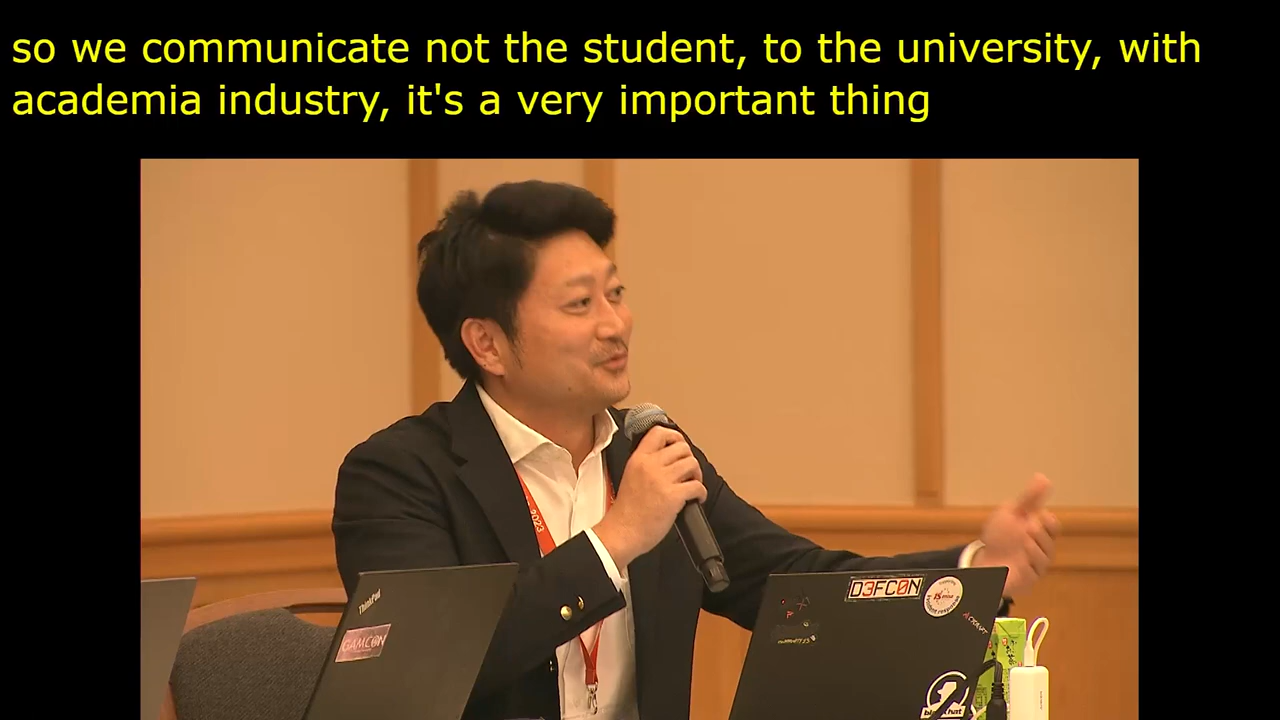 so we communicate not the student, to the university, with
academia industry, it's a very important thing
2023
ThinkPad
GAMCON
D3FC0N